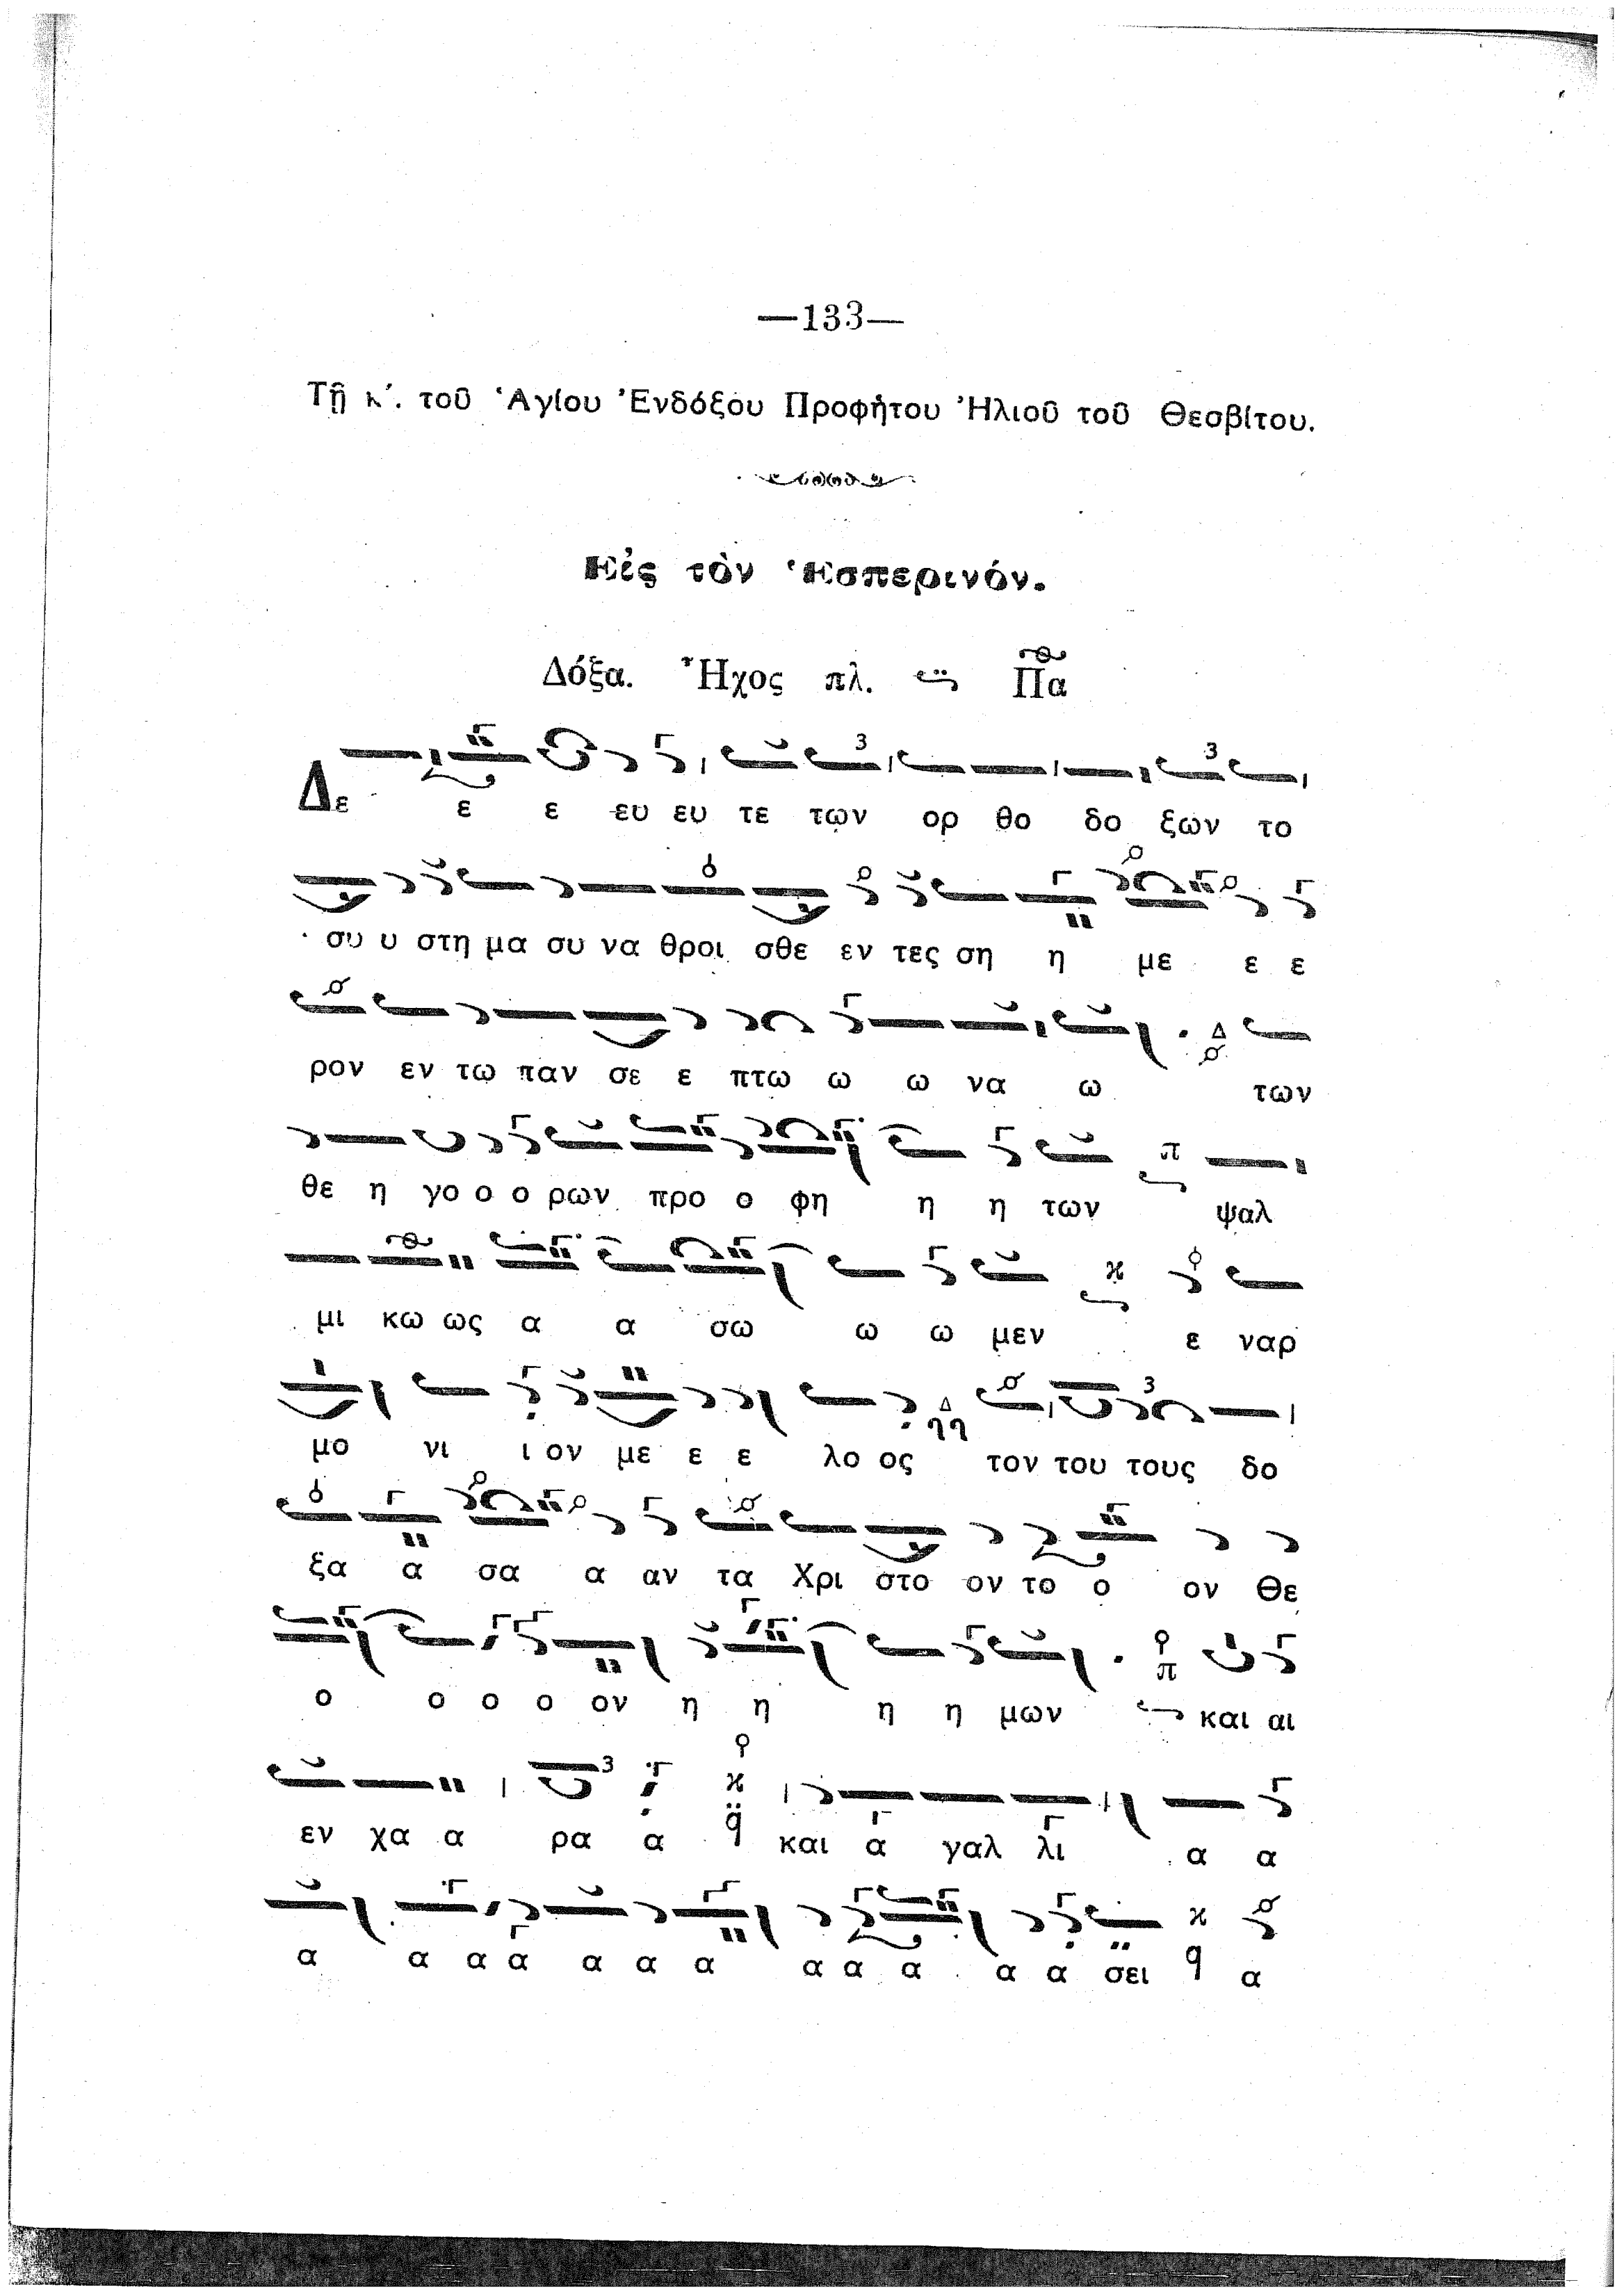 —133—
Τῇ κ΄. τοῦ Ἁγίου Ἐνδόξου Προφήτου Ἠλιοῦ τοῦ Θεσβίτου.
Εἰς τὸν Ἑσπερινόν.
Δόξα. Ἦχος πλ. Πα
Δε ε ε ευ ευ τε των ορ θο δο ξων το
συ υ στη μα συ να θροι σθε εν τες ση η με ε ε
ρον εν τω παν σε ε πτω ω ω να ω Δ των
θε η γο ο ο ρων προ ο φη η η των π ψαλ
μι κω ως α α σω ω ω μεν ϰ ε ναρ
μο νι ι ον με ε ε λο ος Δ τον του τους δο
ξα α σα α αν τα Χρι στο ον το ο ον Θε
ο ο ο ο ον η η η η μων π και αι
εν χα α ρα α ϰ q και α γαλ λι α α
α α α α α α α α α α α α σει ϰ q α